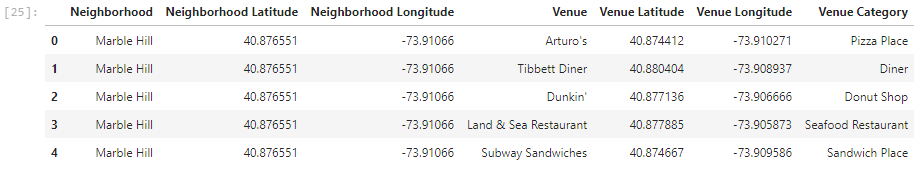 [25]: Neighborhood Neighborhood Latitude Neighborhood Longitude Venue Venue Latitude Venue Longitude Venue Category
0 Marble Hill 40.876551 -73.91066 Arturo's 40.874412 -73.910271 Pizza Place
1 Marble Hill 40.876551 -73.91066 Tibbett Diner 40.880404 -73.908937 Diner
2 Marble Hill 40.876551 -73.91066 Dunkin' 40.877136 -73.906666 Donut Shop
3 Marble Hill 40.876551 -73.91066 Land & Sea Restaurant 40.877885 -73.905873 Seafood Restaurant
4 Marble Hill 40.876551 -73.91066 Subway Sandwiches 40.874667 -73.909586 Sandwich Place